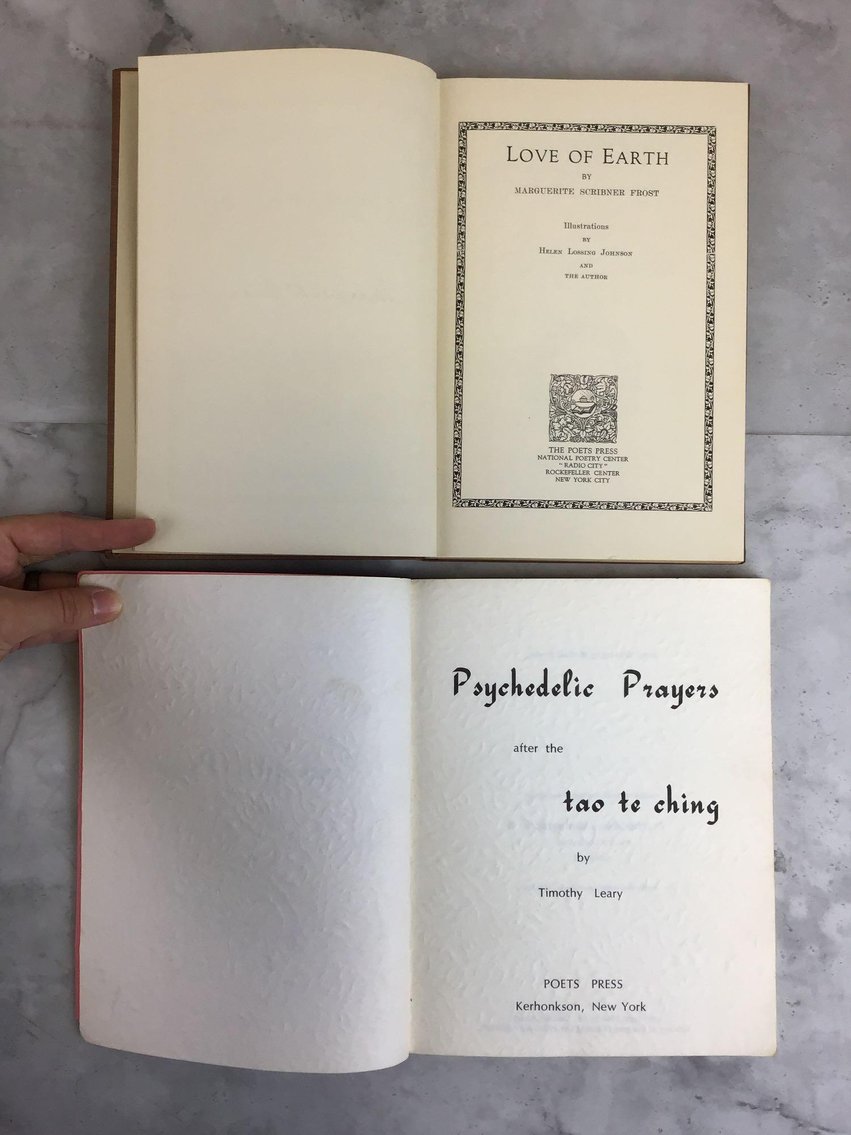 LOVE OF EARTH
BY
MARGUERITE SCRIBNER FROST
Illustrations
BY
HELEN LOSSING JOHNSON
AND
THE AUTHOR
THE POETS PRESS
NATIONAL POETRY CENTER
"RADIO CITY"
ROCKEFELLER CENTER
NEW YORK CITY
Psychedelic Prayers
after the
tao te ching
by
Timothy Leary
POETS PRESS
Kerhonkson, New York